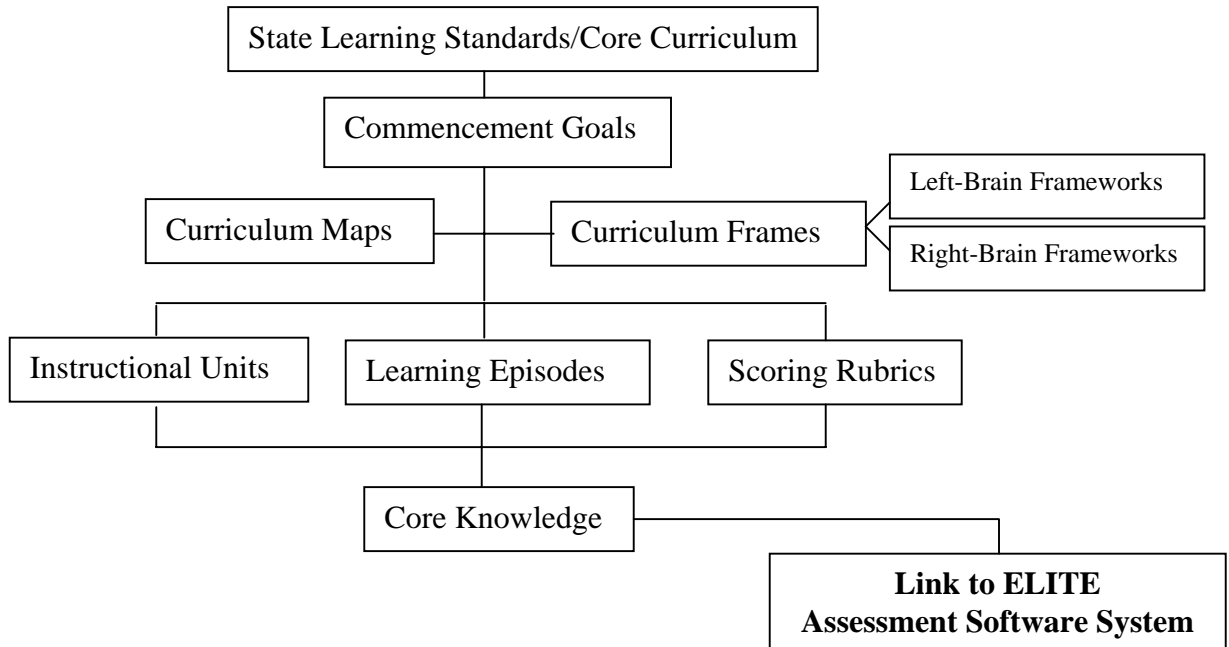 State Learning Standards/Core Curriculum
Commencement Goals
Left-Brain Frameworks
Curriculum Maps
Curriculum Frames
Right-Brain Frameworks
Instructional Units
Learning Episodes
Scoring Rubrics
Core Knowledge
Link to ELITE
Assessment Software System